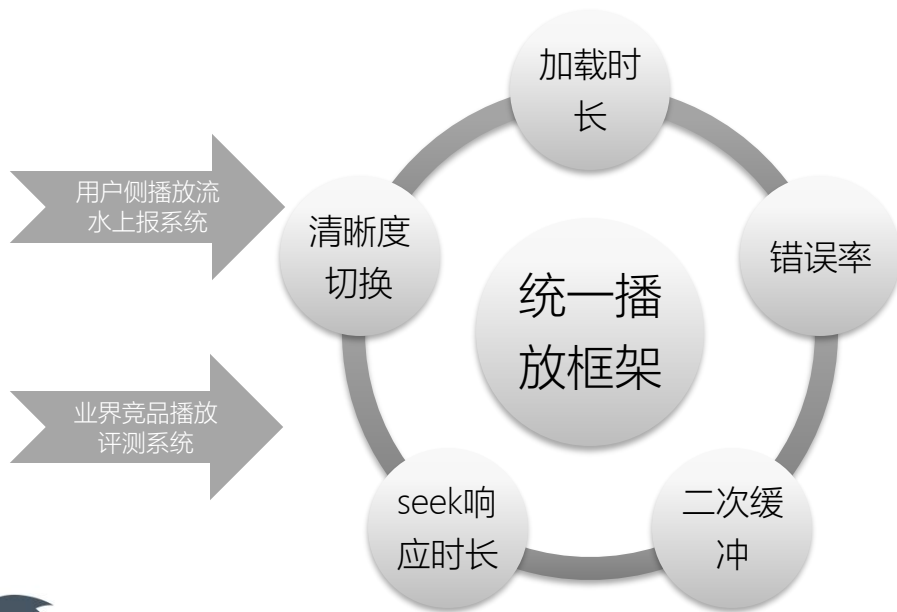 加载时
长
用户侧播放流
水上报系统
清晰度
切换
错误率
统一播
放框架
业界竞品播放
评测系统
seek响
应时长
二次缓
冲